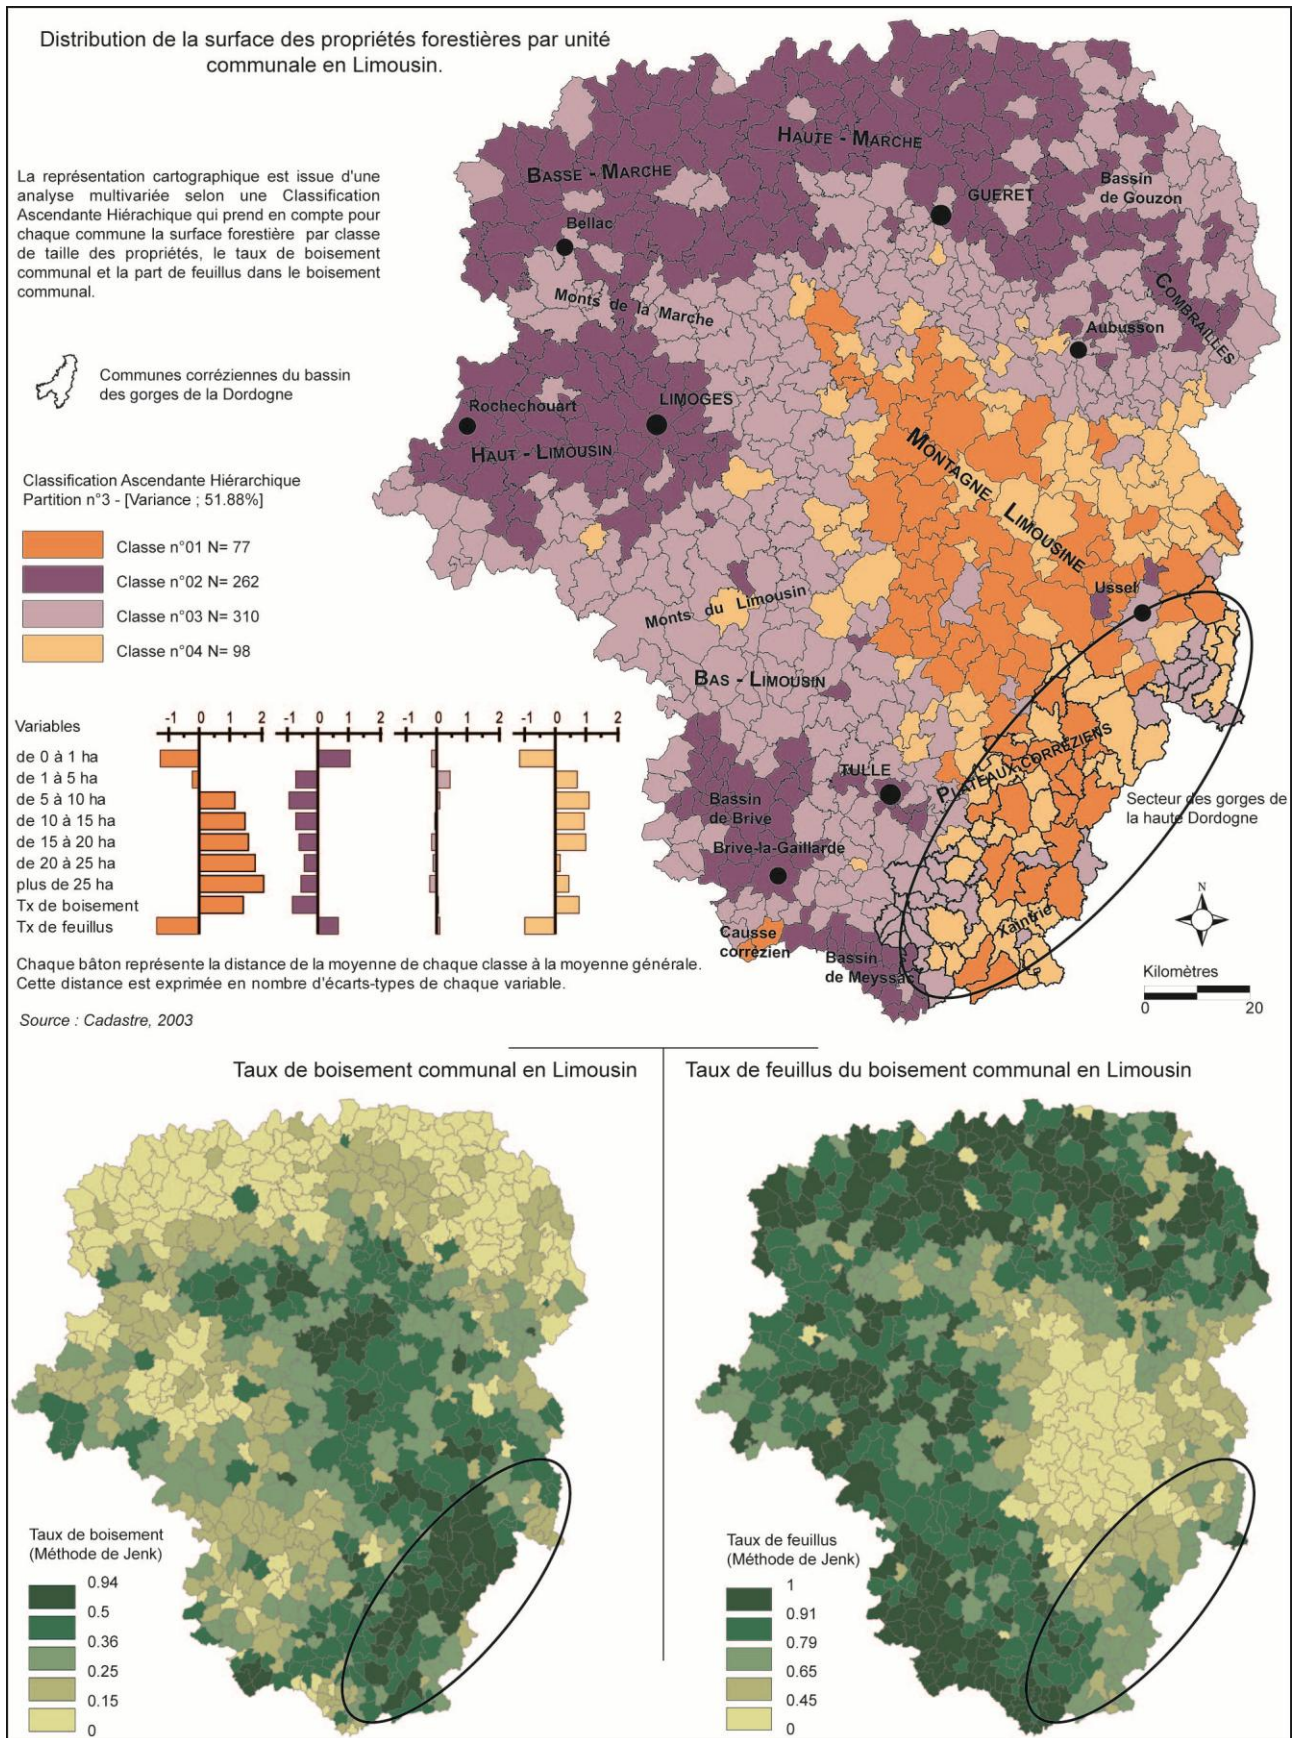 Distribution de la surface des propriétés forestières par unité
communale en Limousin.
La représentation cartographique est issue d'une
analyse multivariée selon une Classification
Ascendante Hiérachique qui prend en compte pour
chaque commune la surface forestière par classe
de taille des propriétés, le taux de boisement
communal et la part de feuillus dans le boisement
communal.
Communes corréziennes du bassin
des gorges de la Dordogne
Classification Ascendante Hiérarchique
Partition n°3 - [Variance ; 51.88%]
Classe n°01 N= 77
Classe n°02 N= 262
Classe n°03 N= 310
Classe n°04 N= 98
HAUTE - MARCHE
BASSE - MARCHE
Bellac
GUERET
Bassin
de Gouzon
COMBRAILLES
Monts de la Marche
Aubusson
Rochechouart
LIMOGES
HAUT - LIMOUSIN
MONTAGNE LIMOUSINE
Ussel
Monts du Limousin
BAS - LIMOUSIN
PLATEAUX CORRÉZIENS
TULLE
Bassin
de Brive
Brive-la-Gaillarde
Secteur des gorges de
la haute Dordogne
Xaintrie
Causse
corrézien
Bassin
de Meyssac
N
Kilomètres
0 20
Variables
-1 0 1 2 -1 0 1 2 -1 0 1 2 -1 0 1 2
de 0 à 1 ha
de 1 à 5 ha
de 5 à 10 ha
de 10 à 15 ha
de 15 à 20 ha
de 20 à 25 ha
plus de 25 ha
Tx de boisement
Tx de feuillus
Chaque bâton représente la distance de la moyenne de chaque classe à la moyenne générale.
Cette distance est exprimée en nombre d'écarts-types de chaque variable.
Source : Cadastre, 2003
Taux de boisement communal en Limousin
Taux de boisement
(Méthode de Jenk)
0.94
0.5
0.36
0.25
0.15
0
Taux de feuillus du boisement communal en Limousin
Taux de feuillus
(Méthode de Jenk)
1
0.91
0.79
0.65
0.45
0